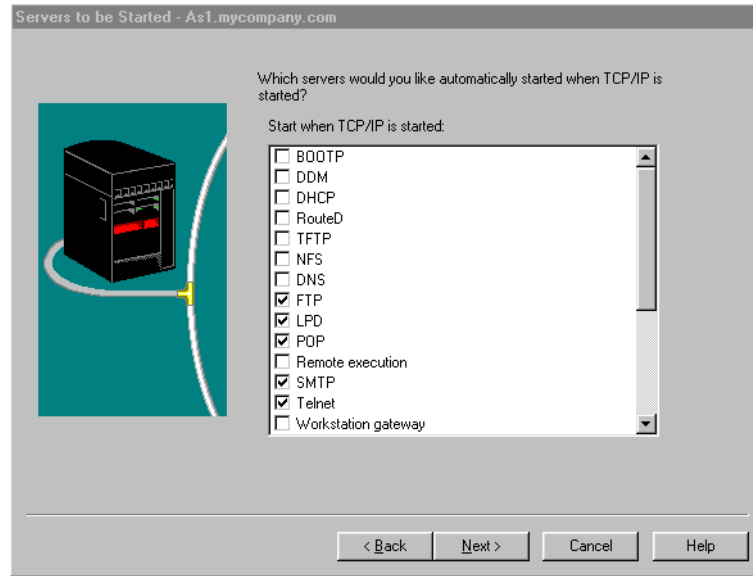 Servers to be Started - As1.mycompany.com
Which servers would you like automatically started when TCP/IP is
started?
Start when TCP/IP is started:
BOOTP
DDM
DHCP
RouteD
TFTP
NFS
DNS
FTP
LPD
POP
Remote execution
SMTP
Telnet
Workstation gateway
< Back
Next >
Cancel
Help